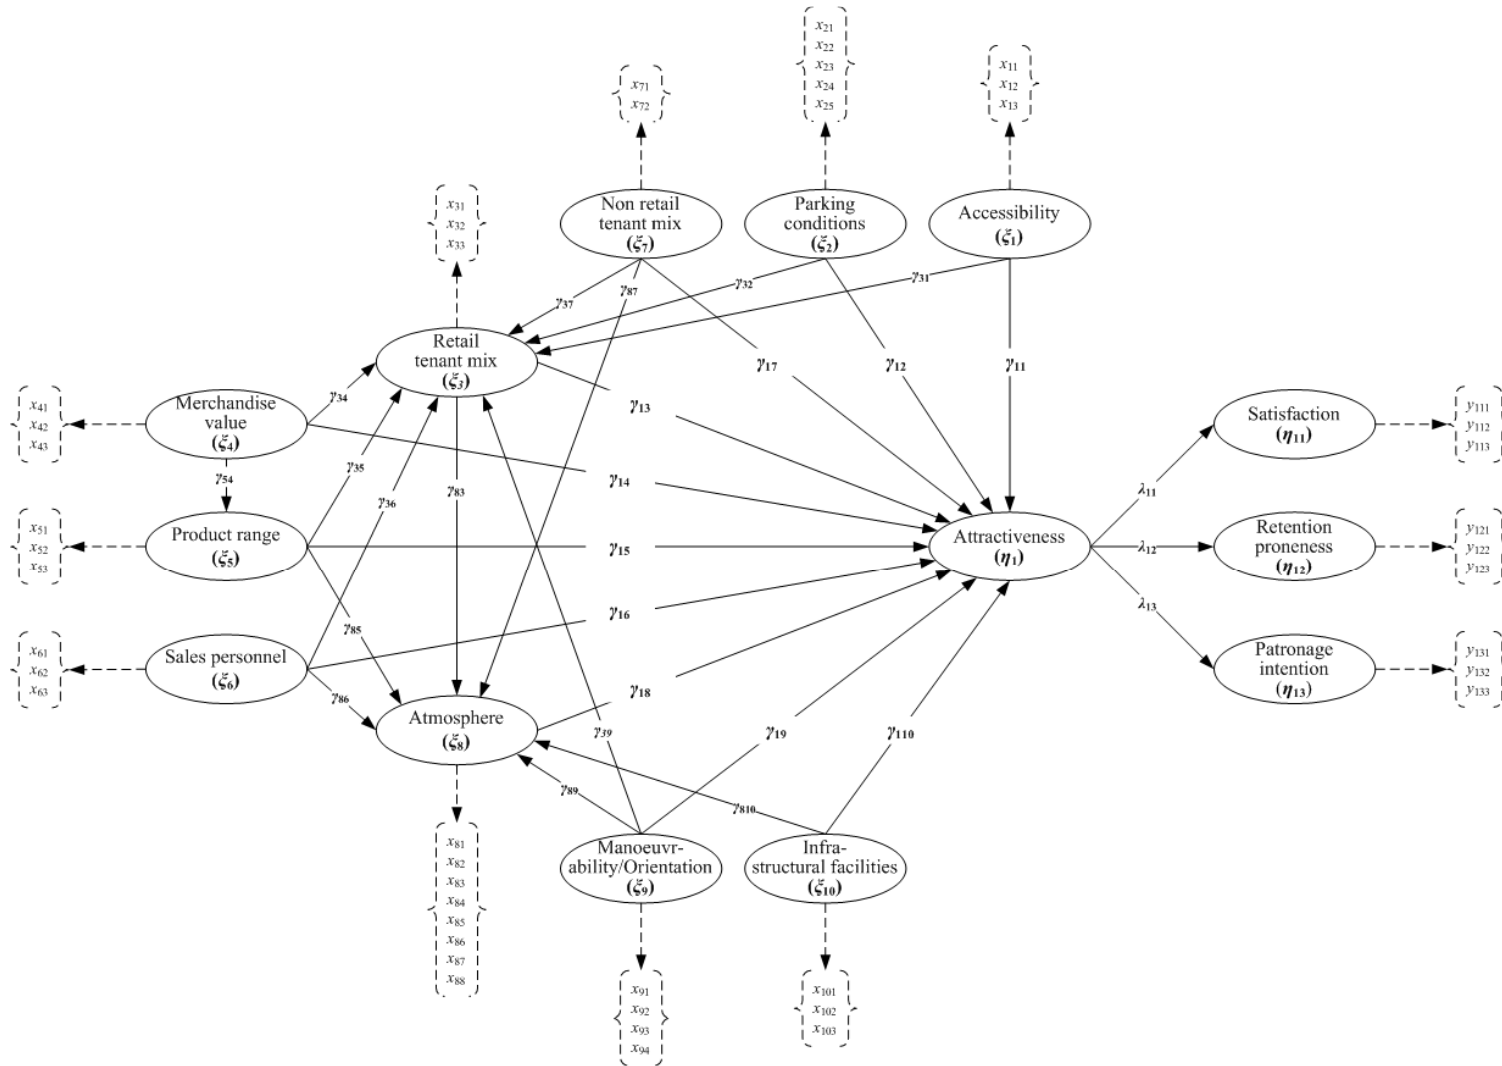 x₂₁
x₂₂
x₂₃
x₂₄
x₂₅
x₁₁
x₁₂
x₁₃
x₇₁
x₇₂
x₃₁
x₃₂
x₃₃
Non retail
tenant mix
(ξ₇)
Parking
conditions
(ξ₂)
Accessibility
(ξ₁)
γ₃₇
γ₈₇
γ₃₂
γ₃₁
Retail
tenant mix
(ξ₃)
γ₁₇
γ₁₂
γ₁₁
x₄₁
x₄₂
x₄₃
Merchandise
value
(ξ₄)
γ₃₄
γ₁₃
Satisfaction
(η₁₁)
y₁₁₁
y₁₁₂
y₁₁₃
γ₅₄
γ₃₅
γ₃₆
γ₈₃
γ₁₄
λ₁₁
x₅₁
x₅₂
x₅₃
Product range
(ξ₅)
γ₁₅
Attractiveness
(η₁)
λ₁₂
Retention
proneness
(η₁₂)
y₁₂₁
y₁₂₂
y₁₂₃
γ₈₅
γ₁₆
λ₁₃
x₆₁
x₆₂
x₆₃
Sales personnel
(ξ₆)
γ₈₆
γ₁₈
Patronage
intention
(η₁₃)
y₁₃₁
y₁₃₂
y₁₃₃
Atmosphere
(ξ₈)
γ₃₉
γ₁₉
γ₁₁₀
γ₈₉
γ₈₁₀
x₈₁
x₈₂
x₈₃
x₈₄
x₈₅
x₈₆
x₈₇
x₈₈
Manoeuvr-
ability/Orientation
(ξ₉)
Infra-
structural facilities
(ξ₁₀)
x₉₁
x₉₂
x₉₃
x₉₄
x₁₀₁
x₁₀₂
x₁₀₃